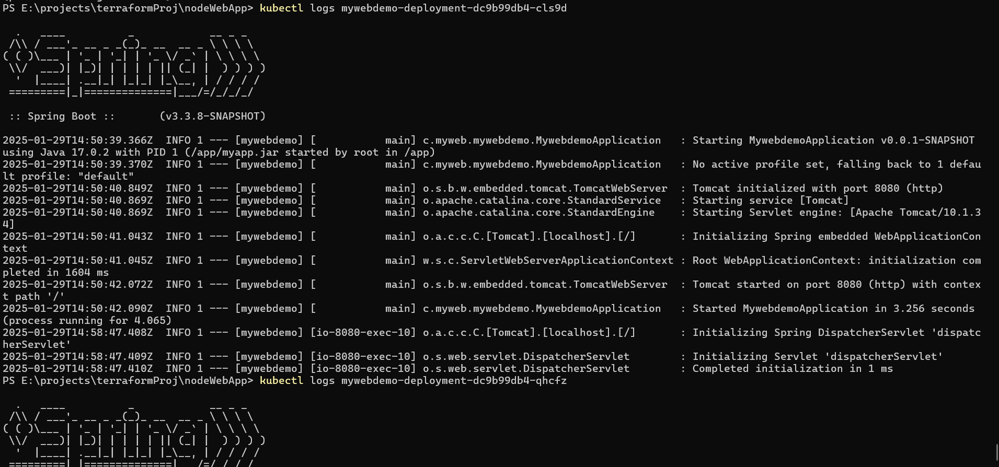 PS E:\projects\terraformProj\nodeWebApp> kubectl logs mywebdemo-deployment-dc9b99db4-cls9d

  .   ____          _            __ _ _
 /\\ / ___'_ __ _ _(_)_ __  __ _ \ \ \ \
( ( )\___ | '_ | '_| | '_ \/ _` | \ \ \ \
 \\/  ___)| |_)| | | | | || (_| |  ) ) ) )
  '  |____| .__|_| |_|_| |_\__, | / / / /
 =========|_|==============|___/=/_/_/_/

 :: Spring Boot ::       (v3.3.8-SNAPSHOT)

2025-01-29T14:50:39.366Z  INFO 1 --- [mywebdemo] [           main] c.myweb.mywebdemo.MywebdemoApplication   : Starting MywebdemoApplication v0.0.1-SNAPSHOT
using Java 17.0.2 with PID 1 (/app/myapp.jar started by root in /app)
2025-01-29T14:50:39.370Z  INFO 1 --- [mywebdemo] [           main] c.myweb.mywebdemo.MywebdemoApplication   : No active profile set, falling back to 1 defau
lt profile: "default"
2025-01-29T14:50:40.849Z  INFO 1 --- [mywebdemo] [           main] o.s.b.w.embedded.tomcat.TomcatWebServer  : Tomcat initialized with port 8080 (http)
2025-01-29T14:50:40.869Z  INFO 1 --- [mywebdemo] [           main] o.apache.catalina.core.StandardService   : Starting service [Tomcat]
2025-01-29T14:50:40.869Z  INFO 1 --- [mywebdemo] [           main] o.apache.catalina.core.StandardEngine    : Starting Servlet engine: [Apache Tomcat/10.1.3
4]
2025-01-29T14:50:41.043Z  INFO 1 --- [mywebdemo] [           main] o.a.c.c.C.[Tomcat].[localhost].[/]       : Initializing Spring embedded WebApplicationCon
text
2025-01-29T14:50:41.045Z  INFO 1 --- [mywebdemo] [           main] w.s.c.ServletWebServerApplicationContext : Root WebApplicationContext: initialization com
pleted in 1604 ms
2025-01-29T14:50:42.072Z  INFO 1 --- [mywebdemo] [           main] o.s.b.w.embedded.tomcat.TomcatWebServer  : Tomcat started on port 8080 (http) with contex
t path '/'
2025-01-29T14:50:42.090Z  INFO 1 --- [mywebdemo] [           main] c.myweb.mywebdemo.MywebdemoApplication   : Started MywebdemoApplication in 3.256 seconds
(process running for 4.065)
2025-01-29T14:58:47.408Z  INFO 1 --- [mywebdemo] [io-8080-exec-10] o.a.c.c.C.[Tomcat].[localhost].[/]       : Initializing Spring DispatcherServlet 'dispatc
herServlet'
2025-01-29T14:58:47.409Z  INFO 1 --- [mywebdemo] [io-8080-exec-10] o.s.web.servlet.DispatcherServlet        : Initializing Servlet 'dispatcherServlet'
2025-01-29T14:58:47.410Z  INFO 1 --- [mywebdemo] [io-8080-exec-10] o.s.web.servlet.DispatcherServlet        : Completed initialization in 1 ms
PS E:\projects\terraformProj\nodeWebApp> kubectl logs mywebdemo-deployment-dc9b99db4-qhcfz

  .   ____          _            __ _ _
 /\\ / ___'_ __ _ _(_)_ __  __ _ \ \ \ \
( ( )\___ | '_ | '_| | '_ \/ _` | \ \ \ \
 \\/  ___)| |_)| | | | | || (_| |  ) ) ) )
  '  |____| .__|_| |_|_| |_\__, | / / / /
 =========|_|==============|___/=/_/_/_/